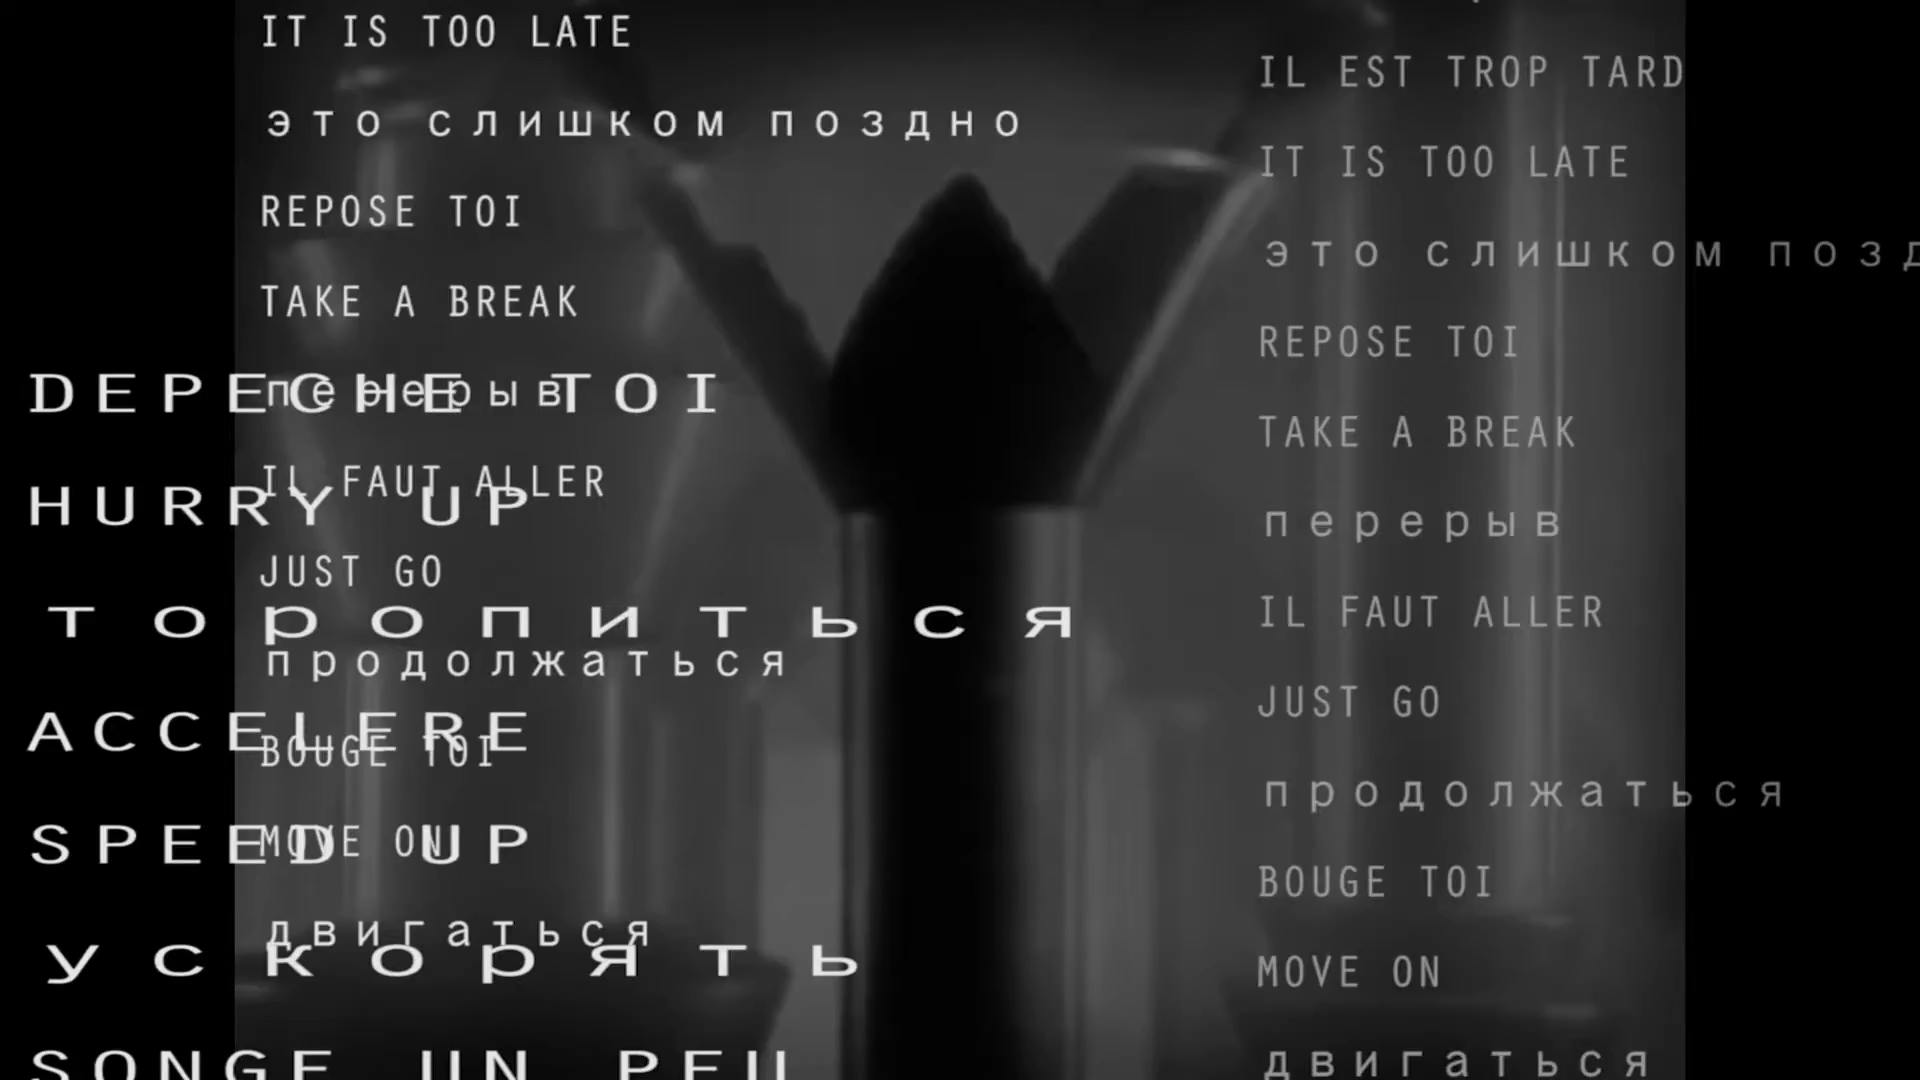 IT IS TOO LATE
это слишком поздно
REPOSE TOI
TAKE A BREAK
перерыв
IL FAUT ALLER
JUST GO
продолжаться
BOUGE TOI
MOVE ON
двигаться
DEPECHE TOI
HURRY UP
торопиться
ACCELERE
SPEED UP
ускорять
SONGE UN PEU
IL EST TROP TARD
IT IS TOO LATE
это слишком позд
REPOSE TOI
TAKE A BREAK
перерыв
IL FAUT ALLER
JUST GO
продолжаться
BOUGE TOI
MOVE ON
двигаться